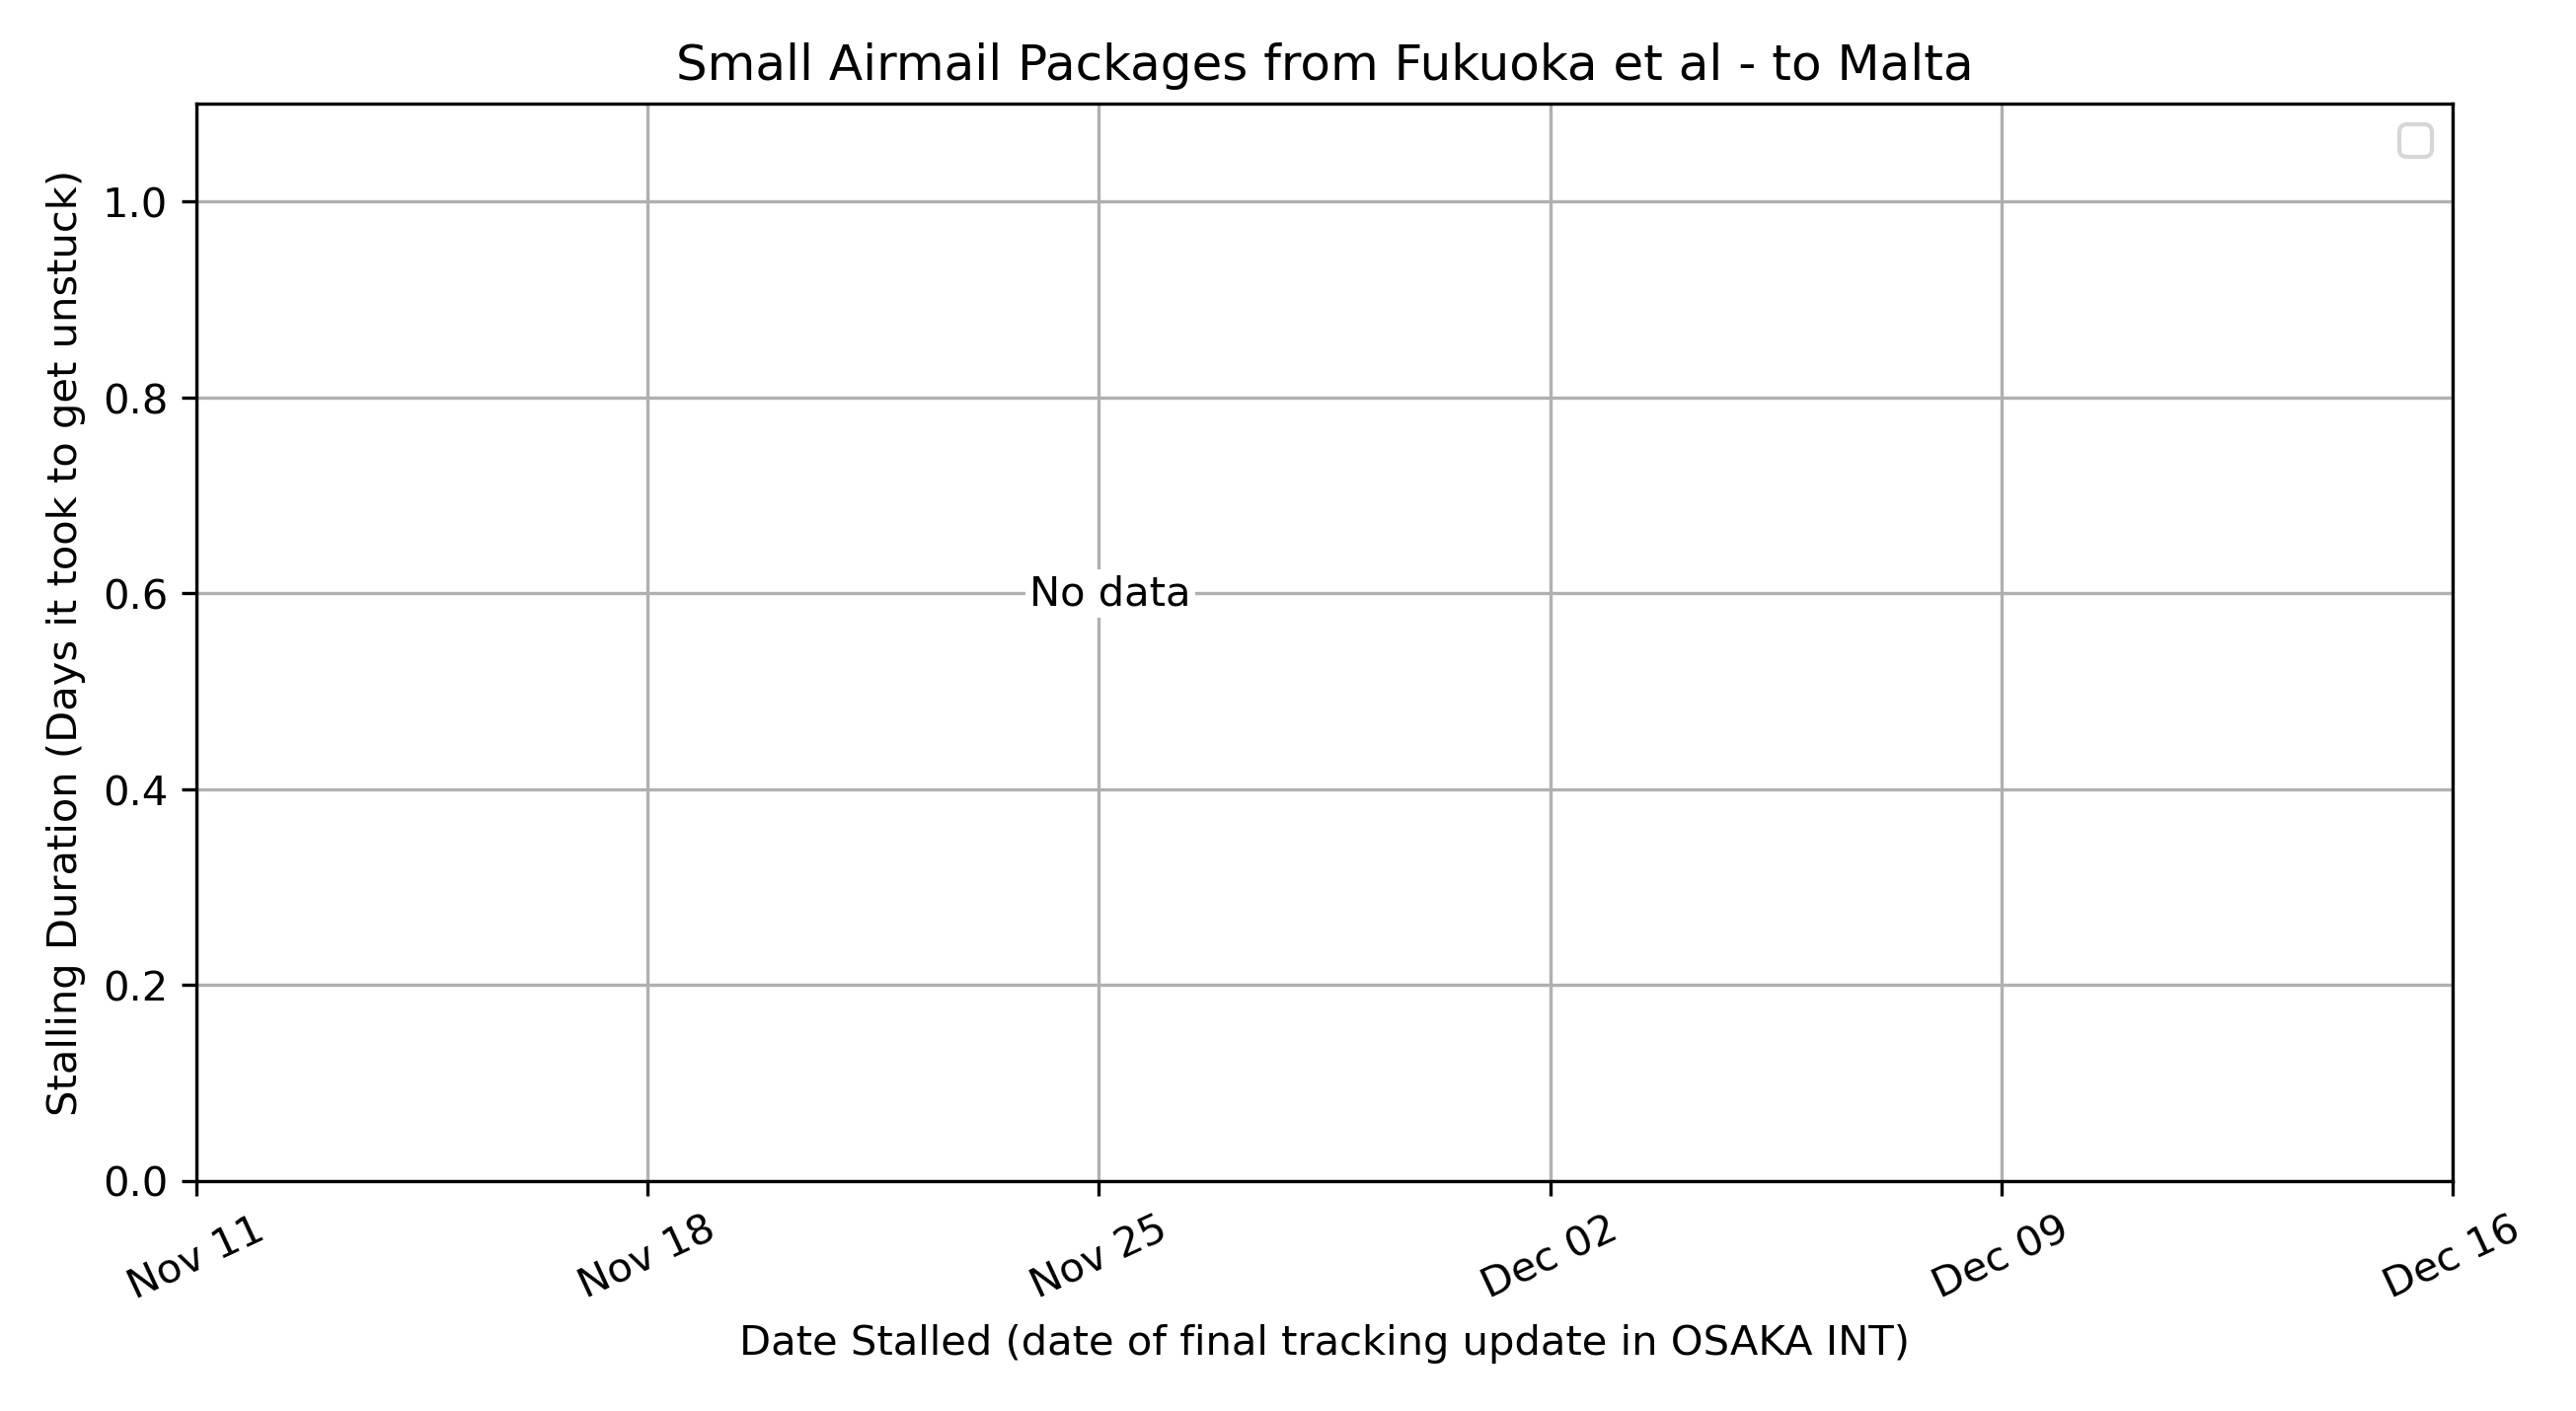 Small Airmail Packages from Fukuoka et al - to Malta
Stalling Duration (Days it took to get unstuck)
1.0
0.8
0.6
0.4
0.2
0.0
No data
Nov 11
Nov 18
Nov 25
Dec 02
Dec 09
Dec 16
Date Stalled (date of final tracking update in OSAKA INT)